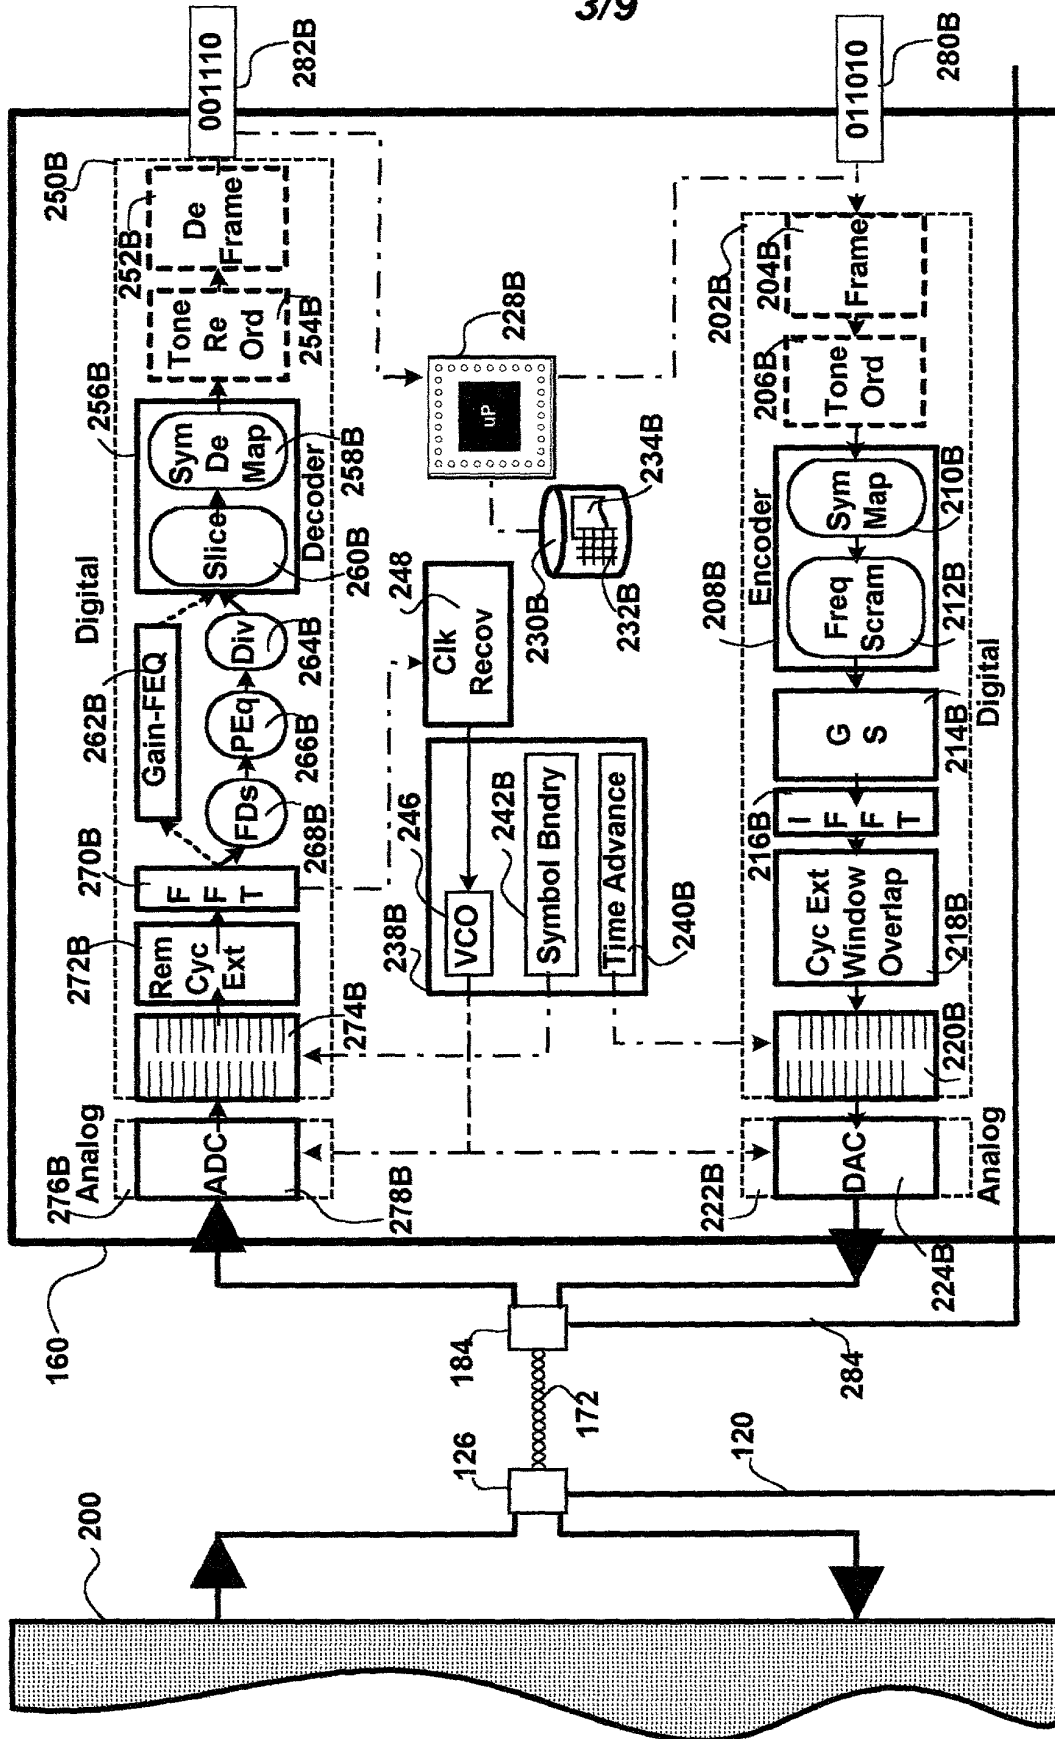 3/9
001110
282B
250B
252B
De
Frame
Tone
Re
Ord
254B
256B
Sym
De
Map
258B
Slice
Decoder
260B
Digital
262B
Gain-FEQ
Div
264B
PEq
266B
FDs
268B
270B
F
F
T
272B
Rem
Cyc
Ext
274B
Analog
276B
ADC
278B
160
228B
uP
234B
230B
232B
248
Clk
Recov
246
VCO
238B
242B
Symbol Bndry
Time Advance
240B
184
172
126
200
120
284
011010
280B
202B
204B
Frame
206B
Tone
Ord
Encoder
208B
Sym
Map
210B
Freq
Scram
212B
G
S
214B
Digital
216B
I
F
F
T
Cyc Ext
Window
Overlap
218B
220B
222B
DAC
224B
Analog